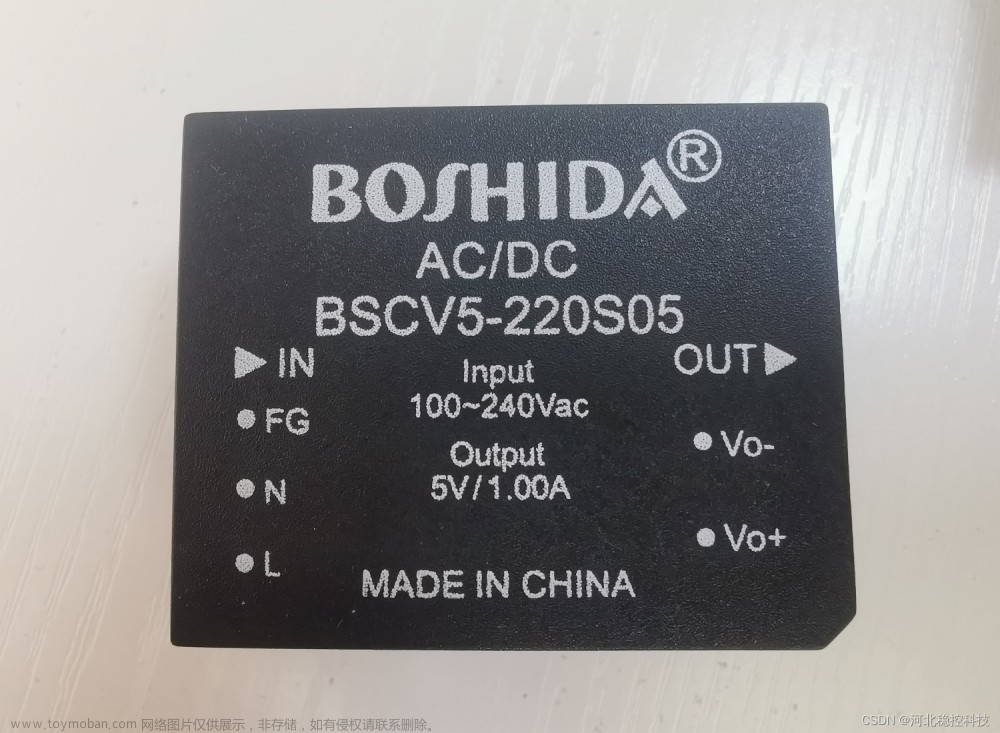 BOSHIDA®
AC/DC
BSCV5-220S05
IN
OUT
Input
100~240Vac
FG
Vo-
Output
5V/1.00A
N
Vo+
L
MADE IN CHINA
www.toymoban.com 网络图片仅供展示，非存储，如有侵权请联系删除。
CSDN @河北稳控科技